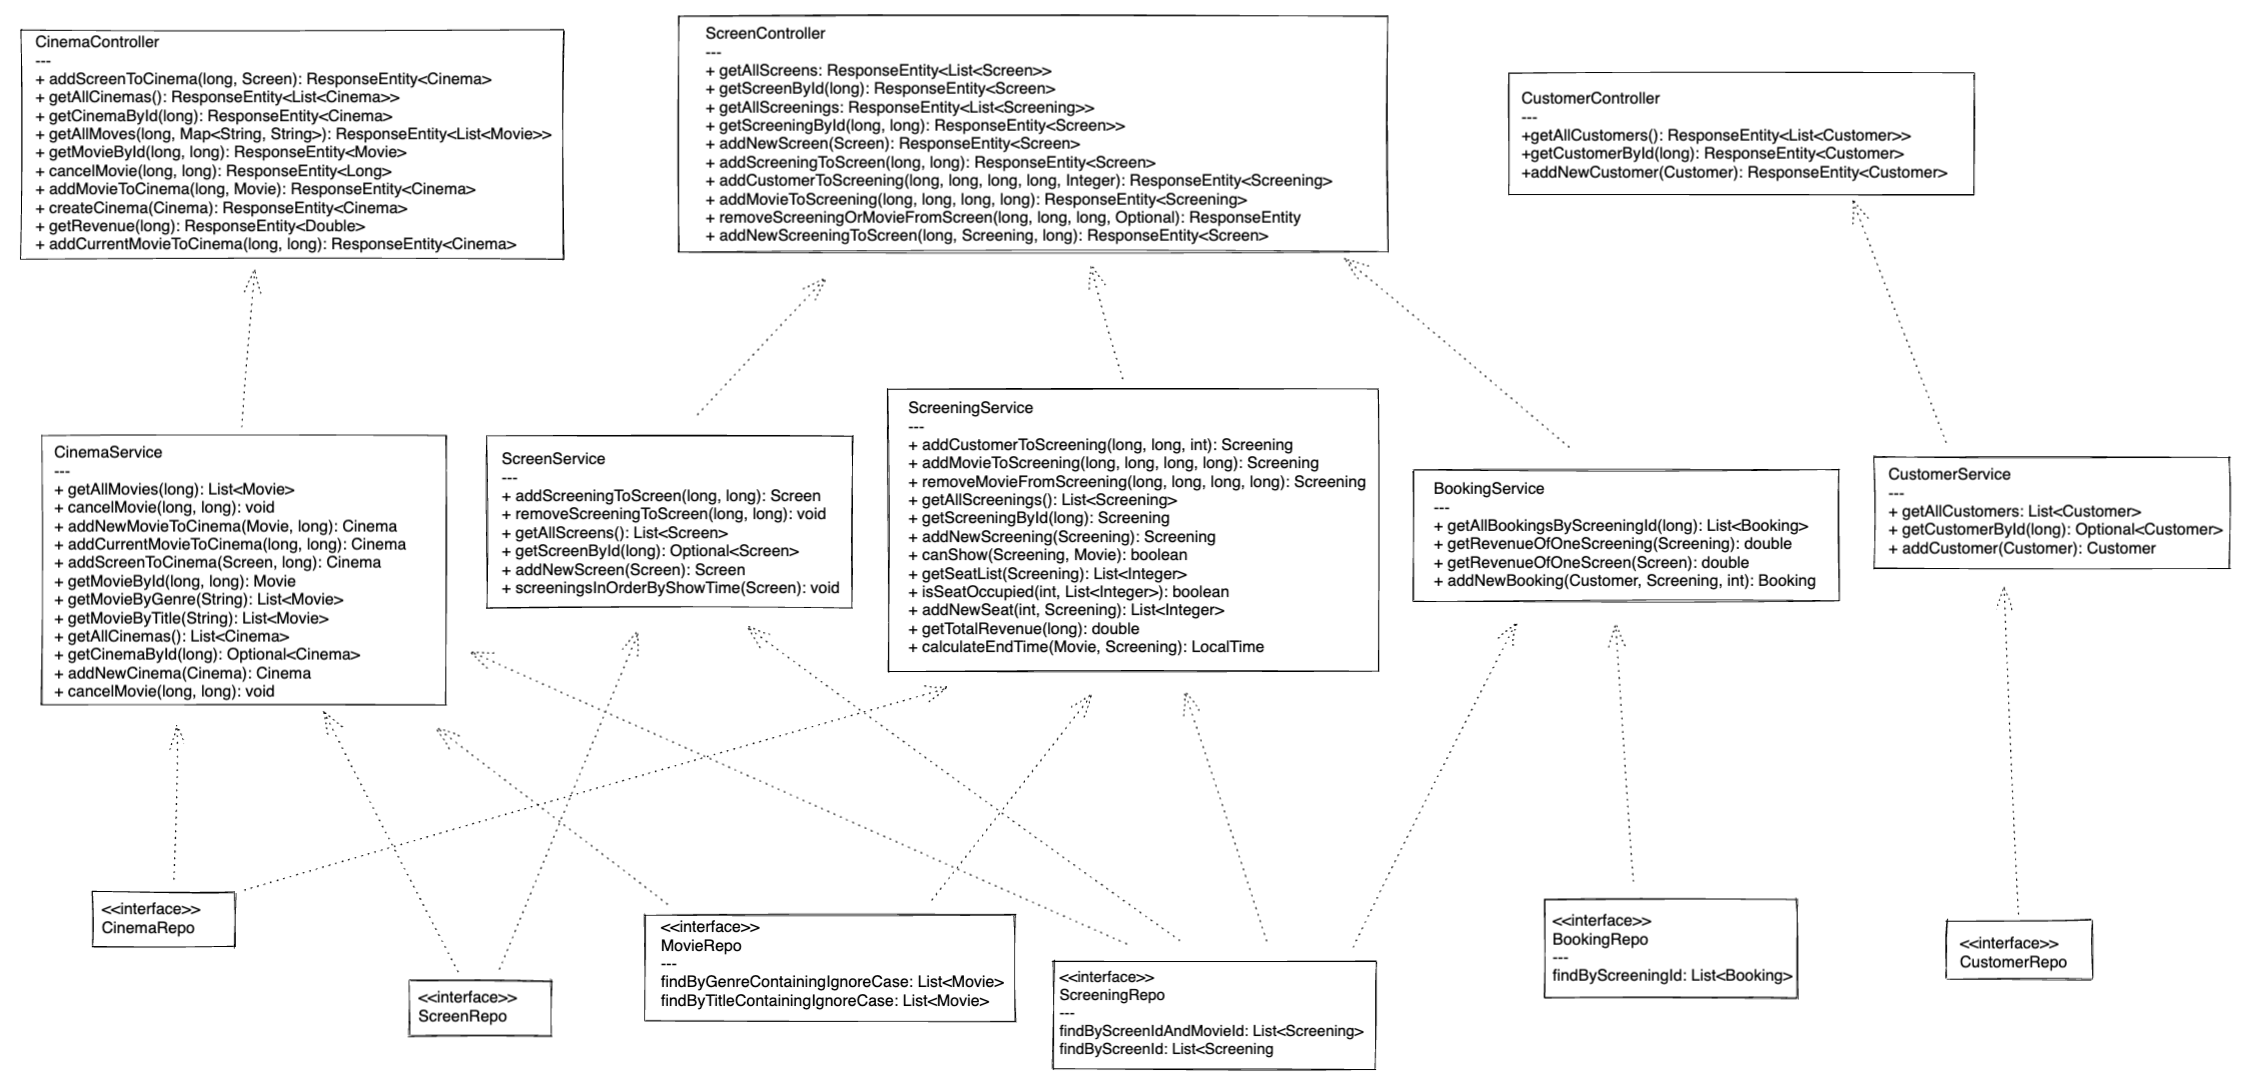 CinemaController
---
+ addScreenToCinema(long, Screen): ResponseEntity<Cinema>
+ getAllCinemas(): ResponseEntity<List<Cinema>>
+ getCinemaById(long): ResponseEntity<Cinema>
+ getAllMoves(long, Map<String, String>): ResponseEntity<List<Movie>>
+ getMovieById(long, long): ResponseEntity<Movie>
+ cancelMovie(long, long): ResponseEntity<Long>
+ addMovieToCinema(long, Movie): ResponseEntity<Cinema>
+ createCinema(Cinema): ResponseEntity<Cinema>
+ getRevenue(long): ResponseEntity<Double>
+ addCurrentMovieToCinema(long, long): ResponseEntity<Cinema>
ScreenController
---
+ getAllScreens: ResponseEntity<List<Screen>>
+ getScreenById(long): ResponseEntity<Screen>
+ getAllScreenings: ResponseEntity<List<Screening>>
+ getScreeningById(long, long): ResponseEntity<Screen>>
+ addNewScreen(Screen): ResponseEntity<Screen>
+ addScreeningToScreen(long, long): ResponseEntity<Screen>
+ addCustomerToScreening(long, long, long, long, Integer): ResponseEntity<Screening>
+ addMovieToScreening(long, long, long, long): ResponseEntity<Screening>
+ removeScreeningOrMovieFromScreen(long, long, long, Optional): ResponseEntity
+ addNewScreeningToScreen(long, Screening, long): ResponseEntity<Screen>
CustomerController
---
+getAllCustomers(): ResponseEntity<List<Customer>>
+getCustomerById(long): ResponseEntity<Customer>
+addNewCustomer(Customer): ResponseEntity<Customer>
CinemaService
---
+ getAllMovies(long): List<Movie>
+ cancelMovie(long, long): void
+ addNewMovieToCinema(Movie, long): Cinema
+ addCurrentMovieToCinema(long, long): Cinema
+ addScreenToCinema(Screen, long): Cinema
+ getMovieById(long, long): Movie
+ getMovieByGenre(String): List<Movie>
+ getMovieByTitle(String): List<Movie>
+ getAllCinemas(): List<Cinema>
+ getCinemaById(long): Optional<Cinema>
+ addNewCinema(Cinema): Cinema
+ cancelMovie(long, long): void
ScreenService
---
+ addScreeningToScreen(long, long): Screen
+ removeScreeningToScreen(long, long): void
+ getAllScreens(): List<Screen>
+ getScreenById(long): Optional<Screen>
+ addNewScreen(Screen): Screen
+ screeningsInOrderByShowTime(Screen): void
ScreeningService
---
+ addCustomerToScreening(long, long, int): Screening
+ addMovieToScreening(long, long, long, long): Screening
+ removeMovieFromScreening(long, long, long, long): Screening
+ getAllScreenings(): List<Screening>
+ getScreeningById(long): Screening
+ addNewScreening(Screening): Screening
+ canShow(Screening, Movie): boolean
+ getSeatList(Screening): List<Integer>
+ isSeatOccupied(int, List<Integer>): boolean
+ addNewSeat(int, Screening): List<Integer>
+ getTotalRevenue(long): double
+ calculateEndTime(Movie, Screening): LocalTime
BookingService
---
+ getAllBookingsByScreeningId(long): List<Booking>
+ getRevenueOfOneScreening(Screening): double
+ getRevenueOfOneScreen(Screen): double
+ addNewBooking(Customer, Screening, int): Booking
CustomerService
---
+ getAllCustomers: List<Customer>
+ getCustomerById(long): Optional<Customer>
+ addCustomer(Customer): Customer
<<interface>>
CinemaRepo
<<interface>>
ScreenRepo
<<interface>>
MovieRepo
---
findByGenreContainingIgnoreCase: List<Movie>
findByTitleContainingIgnoreCase: List<Movie>
<<interface>>
ScreeningRepo
---
findByScreenIdAndMovieId: List<Screening>
findByScreenId: List<Screening
<<interface>>
BookingRepo
---
findByScreeningId: List<Booking>
<<interface>>
CustomerRepo